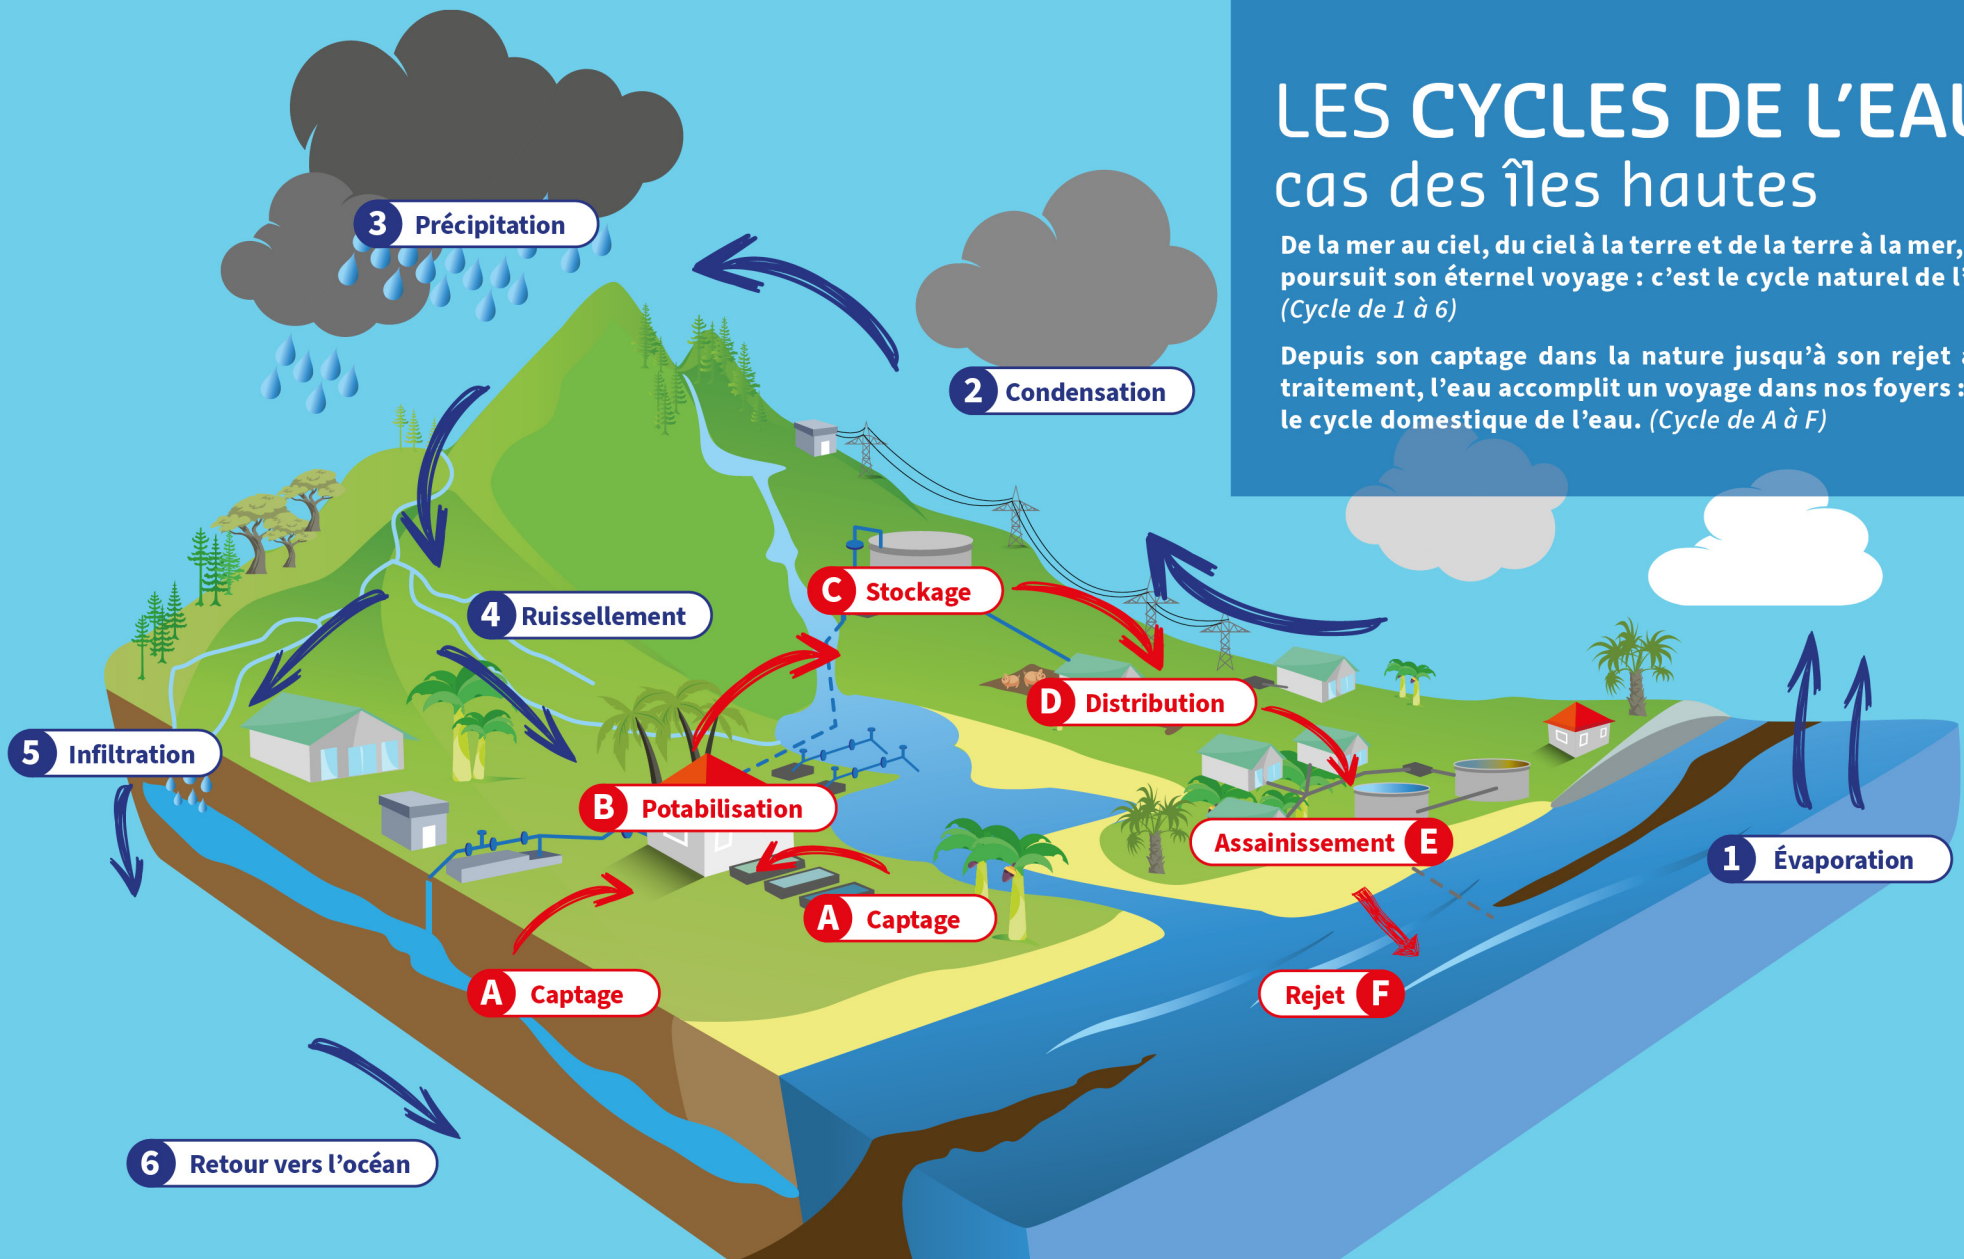 LES CYCLES DE L'EAU
cas des îles hautes
De la mer au ciel, du ciel à la terre et de la terre à la mer,
poursuit son éternel voyage : c'est le cycle naturel de l'
(Cycle de 1 à 6)
Depuis son captage dans la nature jusqu'à son rejet
traitement, l'eau accomplit un voyage dans nos foyers :
le cycle domestique de l'eau. (Cycle de A à F)
3 Précipitation
2 Condensation
C Stockage
4 Ruissellement
D Distribution
5 Infiltration
B Potabilisation
Assainissement E
1 Évaporation
A Captage
A Captage
Rejet F
6 Retour vers l'océan